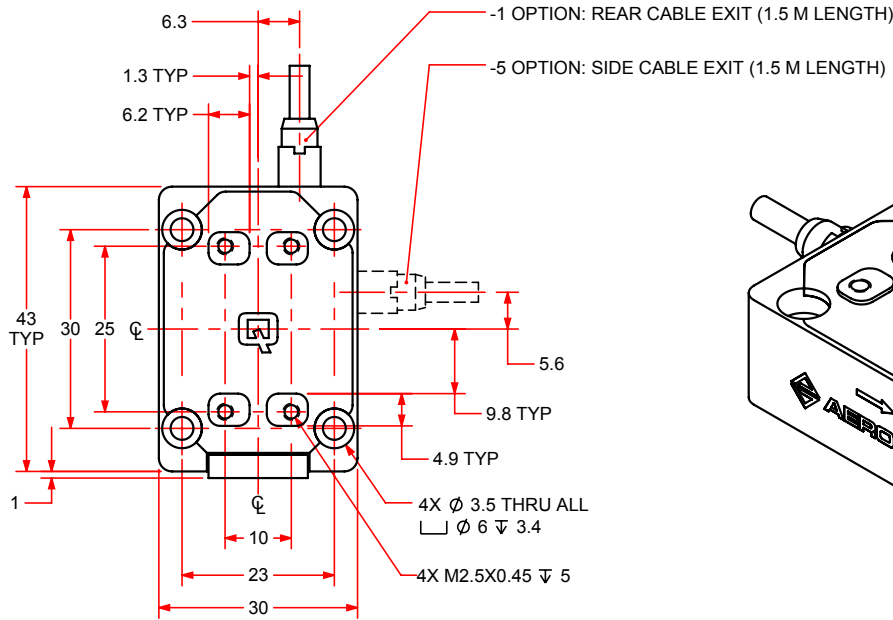 6.3
-1 OPTION: REAR CABLE EXIT (1.5 M LENGTH)
1.3 TYP
-5 OPTION: SIDE CABLE EXIT (1.5 M LENGTH)
6.2 TYP
43
TYP
30
25
℄
5.6
9.8 TYP
4.9 TYP
1
℄
4X ⌀ 3.5 THRU ALL
⌴ ⌀ 6 ↧ 3.4
10
4X M2.5X0.45 ↧ 5
23
30
AERO